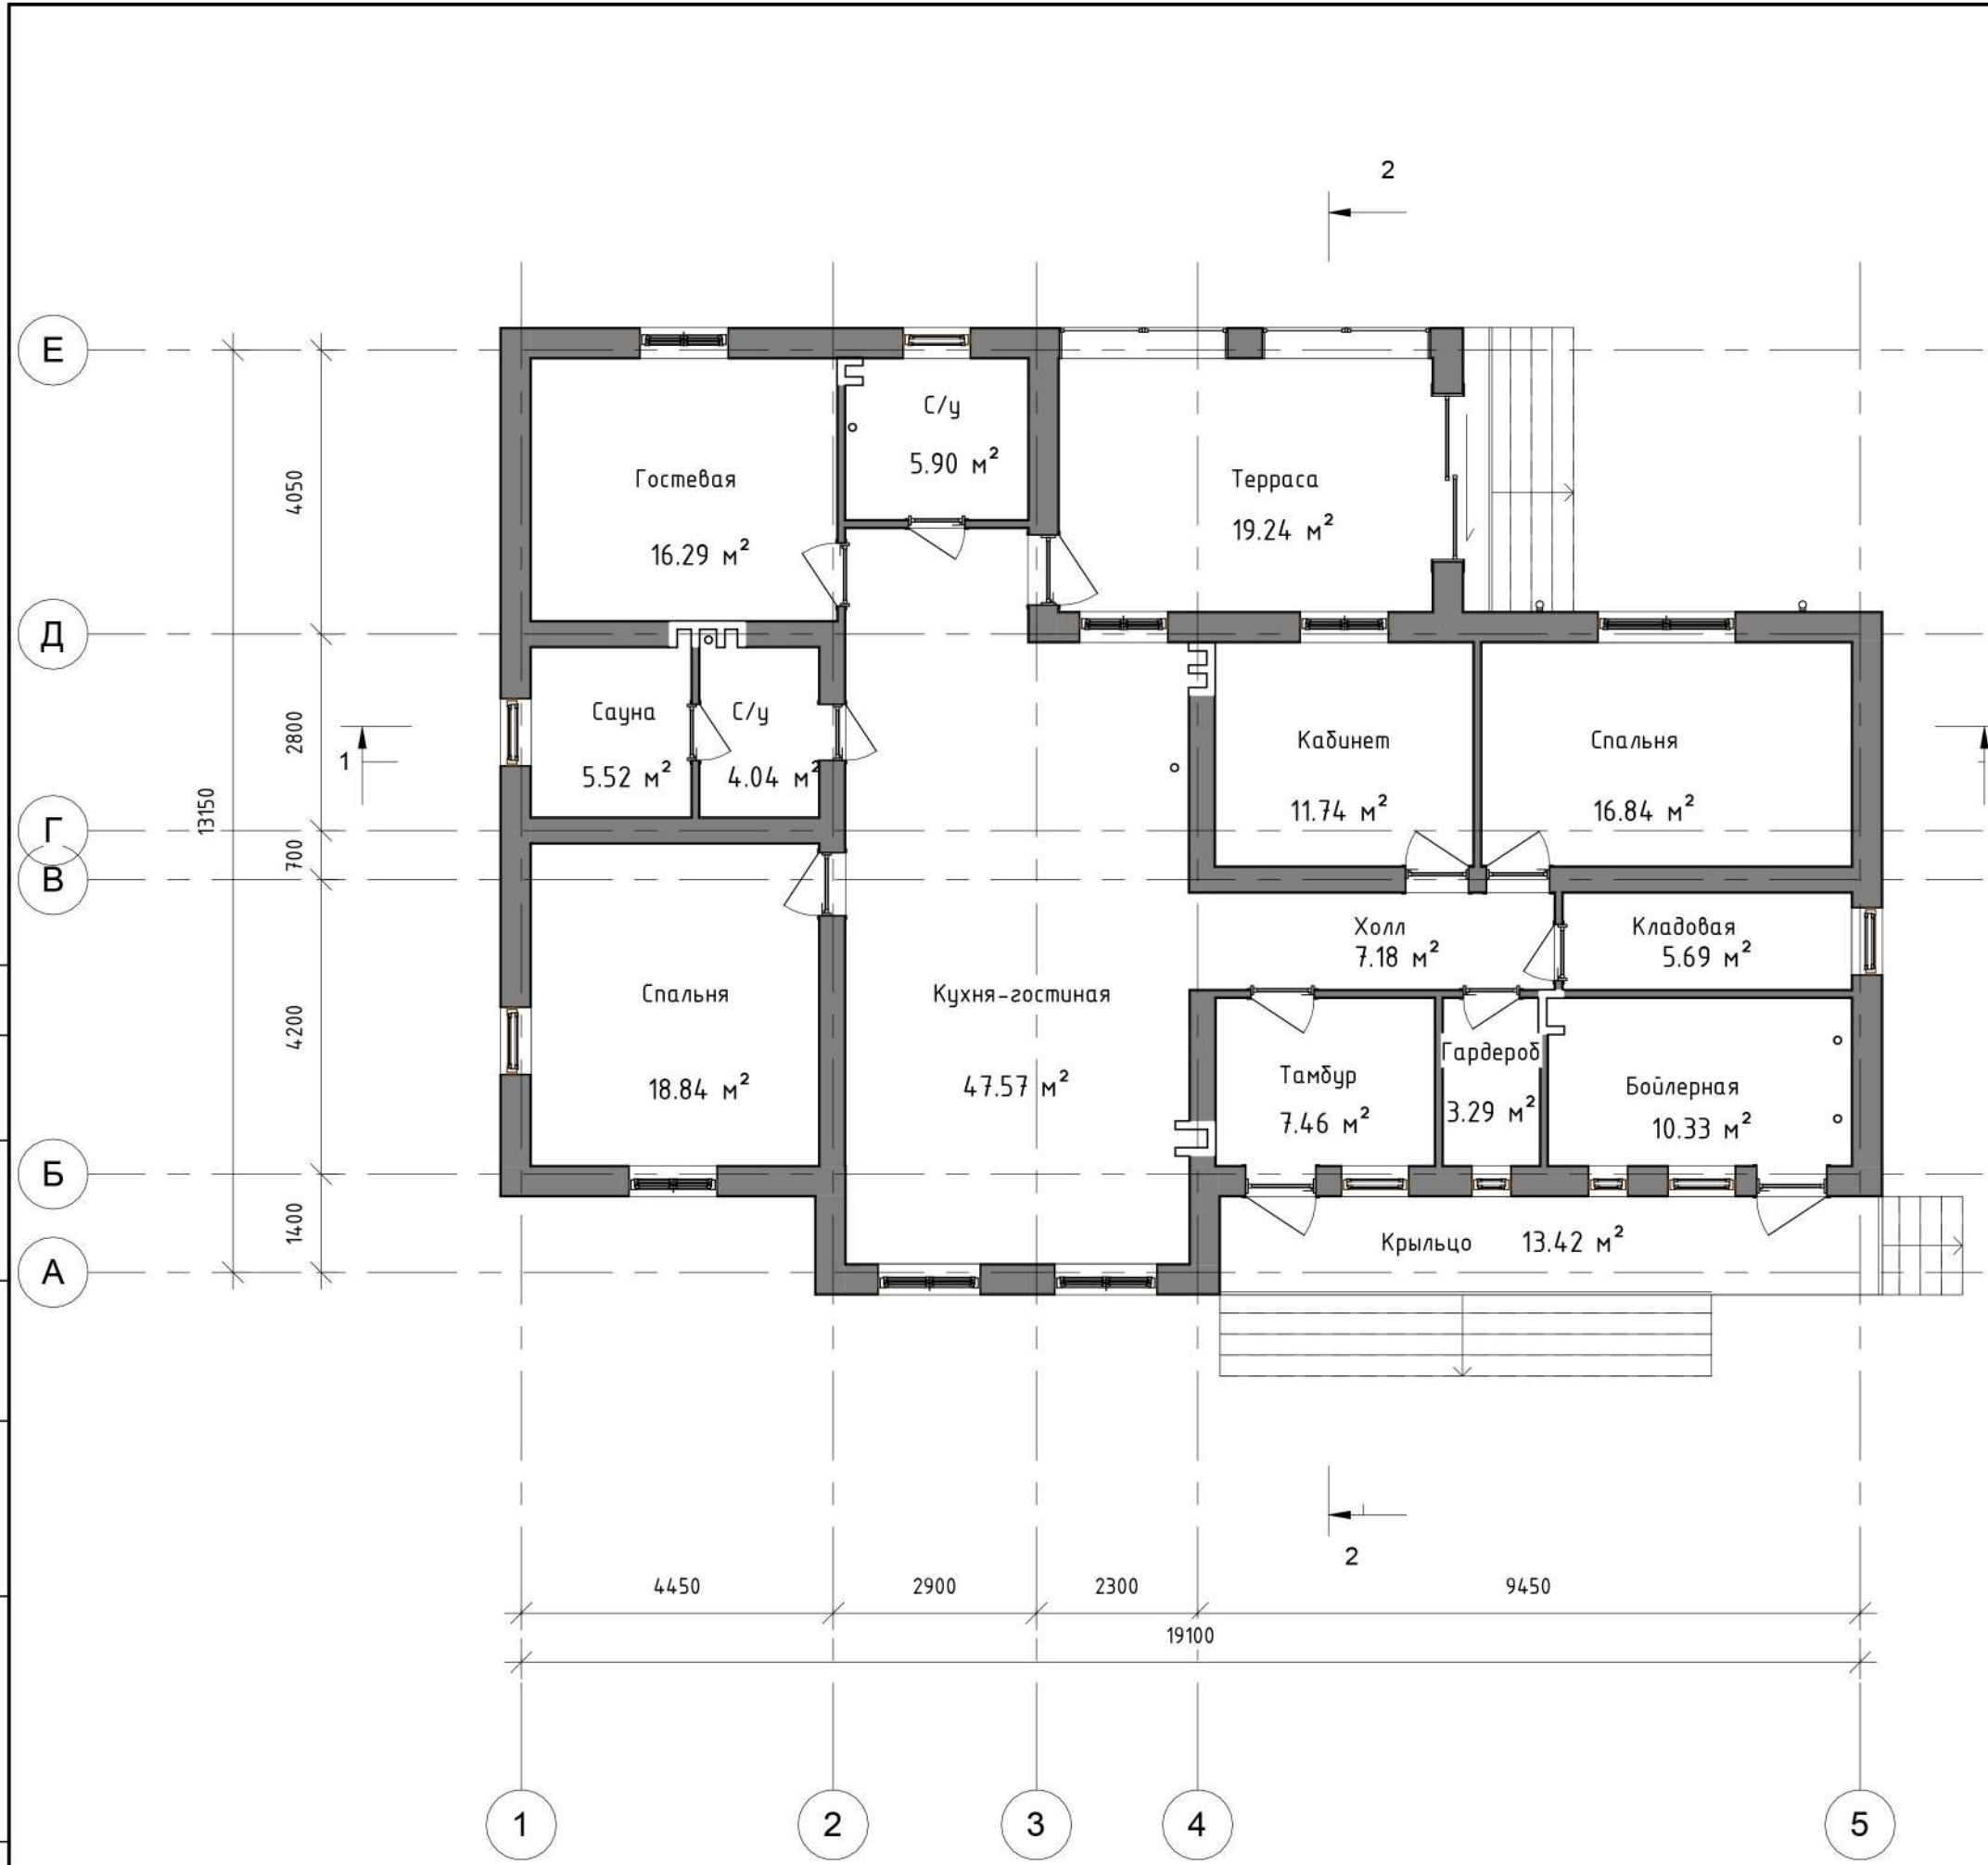 2
Е
Д
Г
В
Б
А
4050
2800
700
4200
1400
13150
1
С/у
5.90 м²
Гостевая
16.29 м²
Терраса
19.24 м²
Сауна
5.52 м²
С/у
4.04 м²
Кабинет
11.74 м²
Спальня
16.84 м²
Холл
7.18 м²
Кладовая
5.69 м²
Спальня
18.84 м²
Кухня-гостиная
47.57 м²
Тамбур
7.46 м²
Гардероб
3.29 м²
Бойлерная
10.33 м²
Крыльцо 13.42 м²
2
4450 2900 2300 9450
19100
1 2 3 4 5